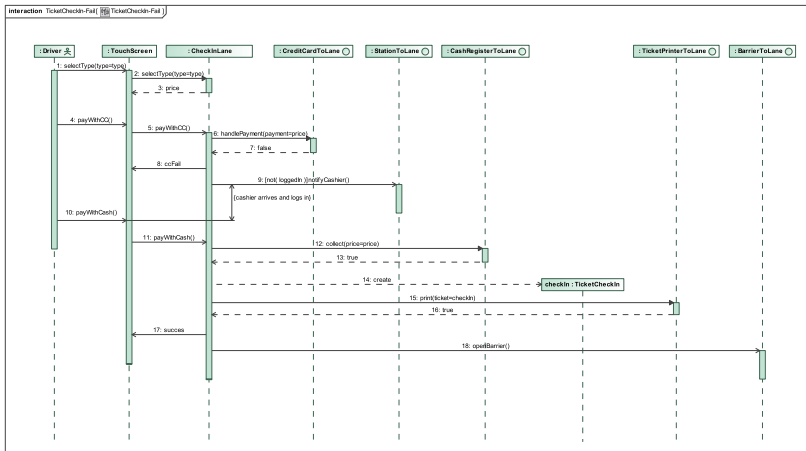 interaction TicketCheckIn-Fail[ TicketCheckIn-Fail ]
: Driver
: TouchScreen
: CheckInLane
: CreditCardToLane
: StationToLane
: CashRegisterToLane
: TicketPrinterToLane
: BarrierToLane
1: selectType(type=type)
2: selectType(type=type)
3: price
4: payWithCC()
5: payWithCC()
6: handlePayment(payment=price)
7: false
8: ccFail
9: [not( loggedIn )]notifyCashier()
{cashier arrives and logs in}
10: payWithCash()
11: payWithCash()
12: collect(price=price)
13: true
14: create
checkIn : TicketCheckIn
15: print(ticket=checkIn)
16: true
17: succes
18: openBarrier()